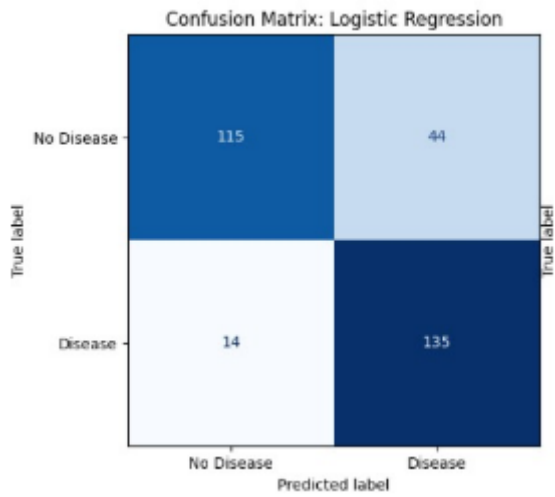 Confusion Matrix: Logistic Regression
No Disease
115
44
True label
True label
Disease
14
135
No Disease
Disease
Predicted label